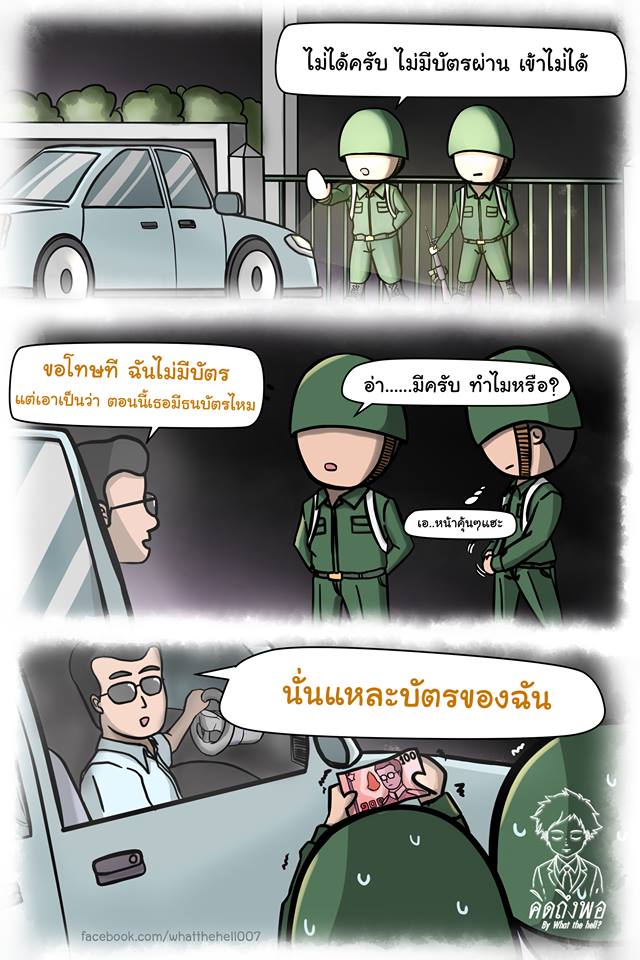 ไม่ได้ครับ ไม่มีบัตรผ่าน เข้าไม่ได้
ขอโทษที ฉันไม่มีบัตร
แต่เอาเป็นว่า ตอนนี้เธอมีธนบัตรไหม
อ่า......มีครับ ทำไมหรือ?
เอ..หน้าคุ้นๆแฮะ
นั่นแหละบัตรของฉัน
100
คิดถึงพ่อ
By What the hell?
facebook.com/whatthehell007